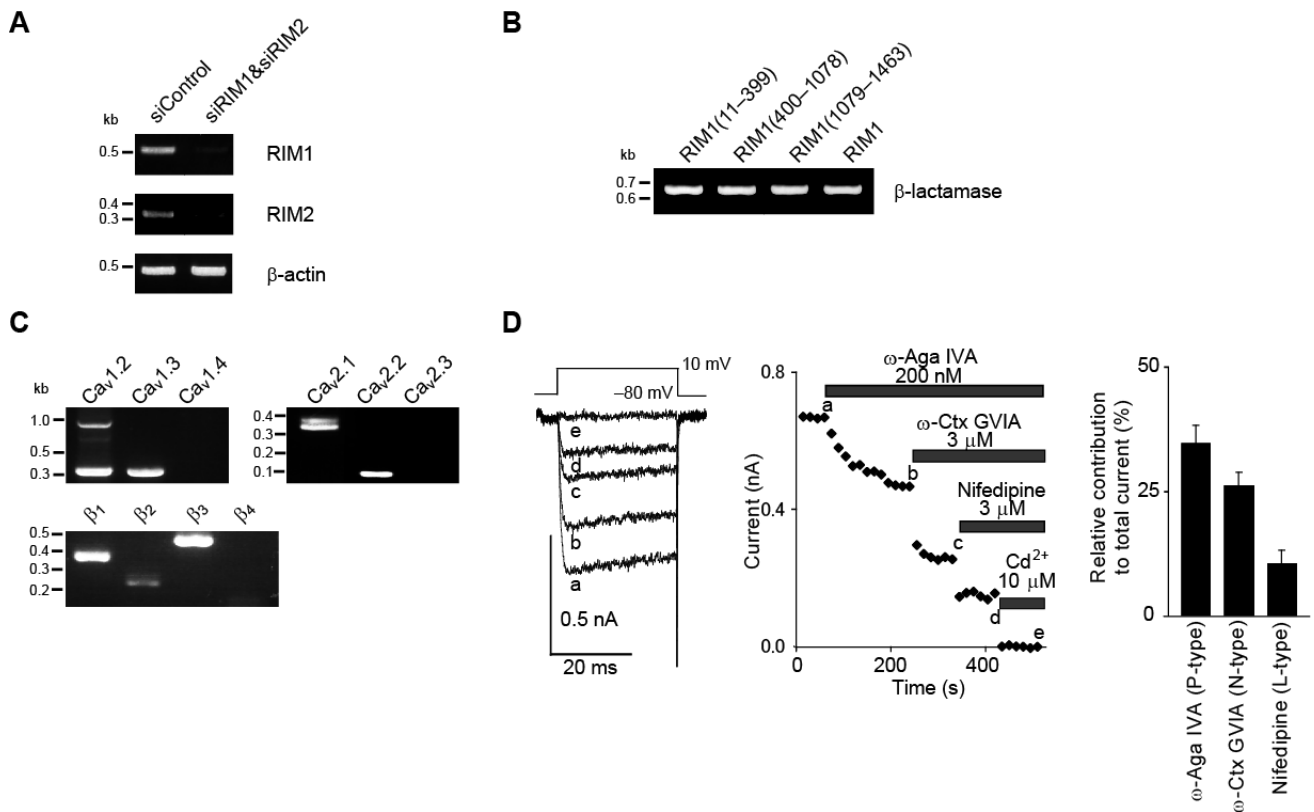 A
siControl
siRIM1&siRIM2
kb
0.5
RIM1
0.4
0.3
RIM2
0.5
β-actin
B
RIM1(11–399)
RIM1(400–1078)
RIM1(1079–1463)
RIM1
kb
0.7
0.6
β-lactamase
C
Cav1.2
Cav1.3
Cav1.4
kb
1.0
0.5
0.3
Cav2.1
Cav2.2
Cav2.3
0.4
0.3
0.1
β1
β2
β3
β4
0.5
0.4
0.2
D
10 mV
–80 mV
e
d
c
b
a
0.5 nA
20 ms
Current (nA)
0.8
0.4
0.0
0
200
400
Time (s)
ω-Aga IVA
200 nM
a
ω-Ctx GVIA
3 μM
b
Nifedipine
3 μM
c
Cd2+
10 μM
d
e
Relative contribution
to total current (%)
50
25
0
ω-Aga IVA (P-type)
ω-Ctx GVIA (N-type)
Nifedipine (L-type)